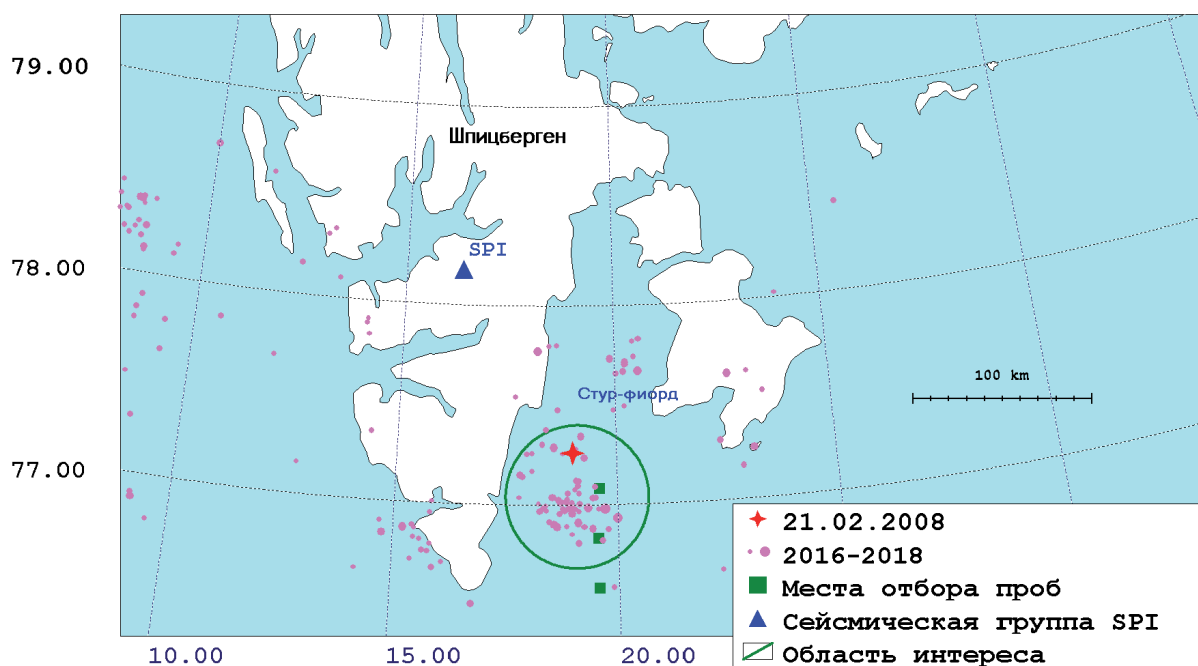 79.00
Шпицберген
SPI
78.00
100 km
Стур-фиорд
77.00
21.02.2008
2016-2018
Места отбора проб
Сейсмическая группа SPI
Область интереса
10.00 15.00 20.00